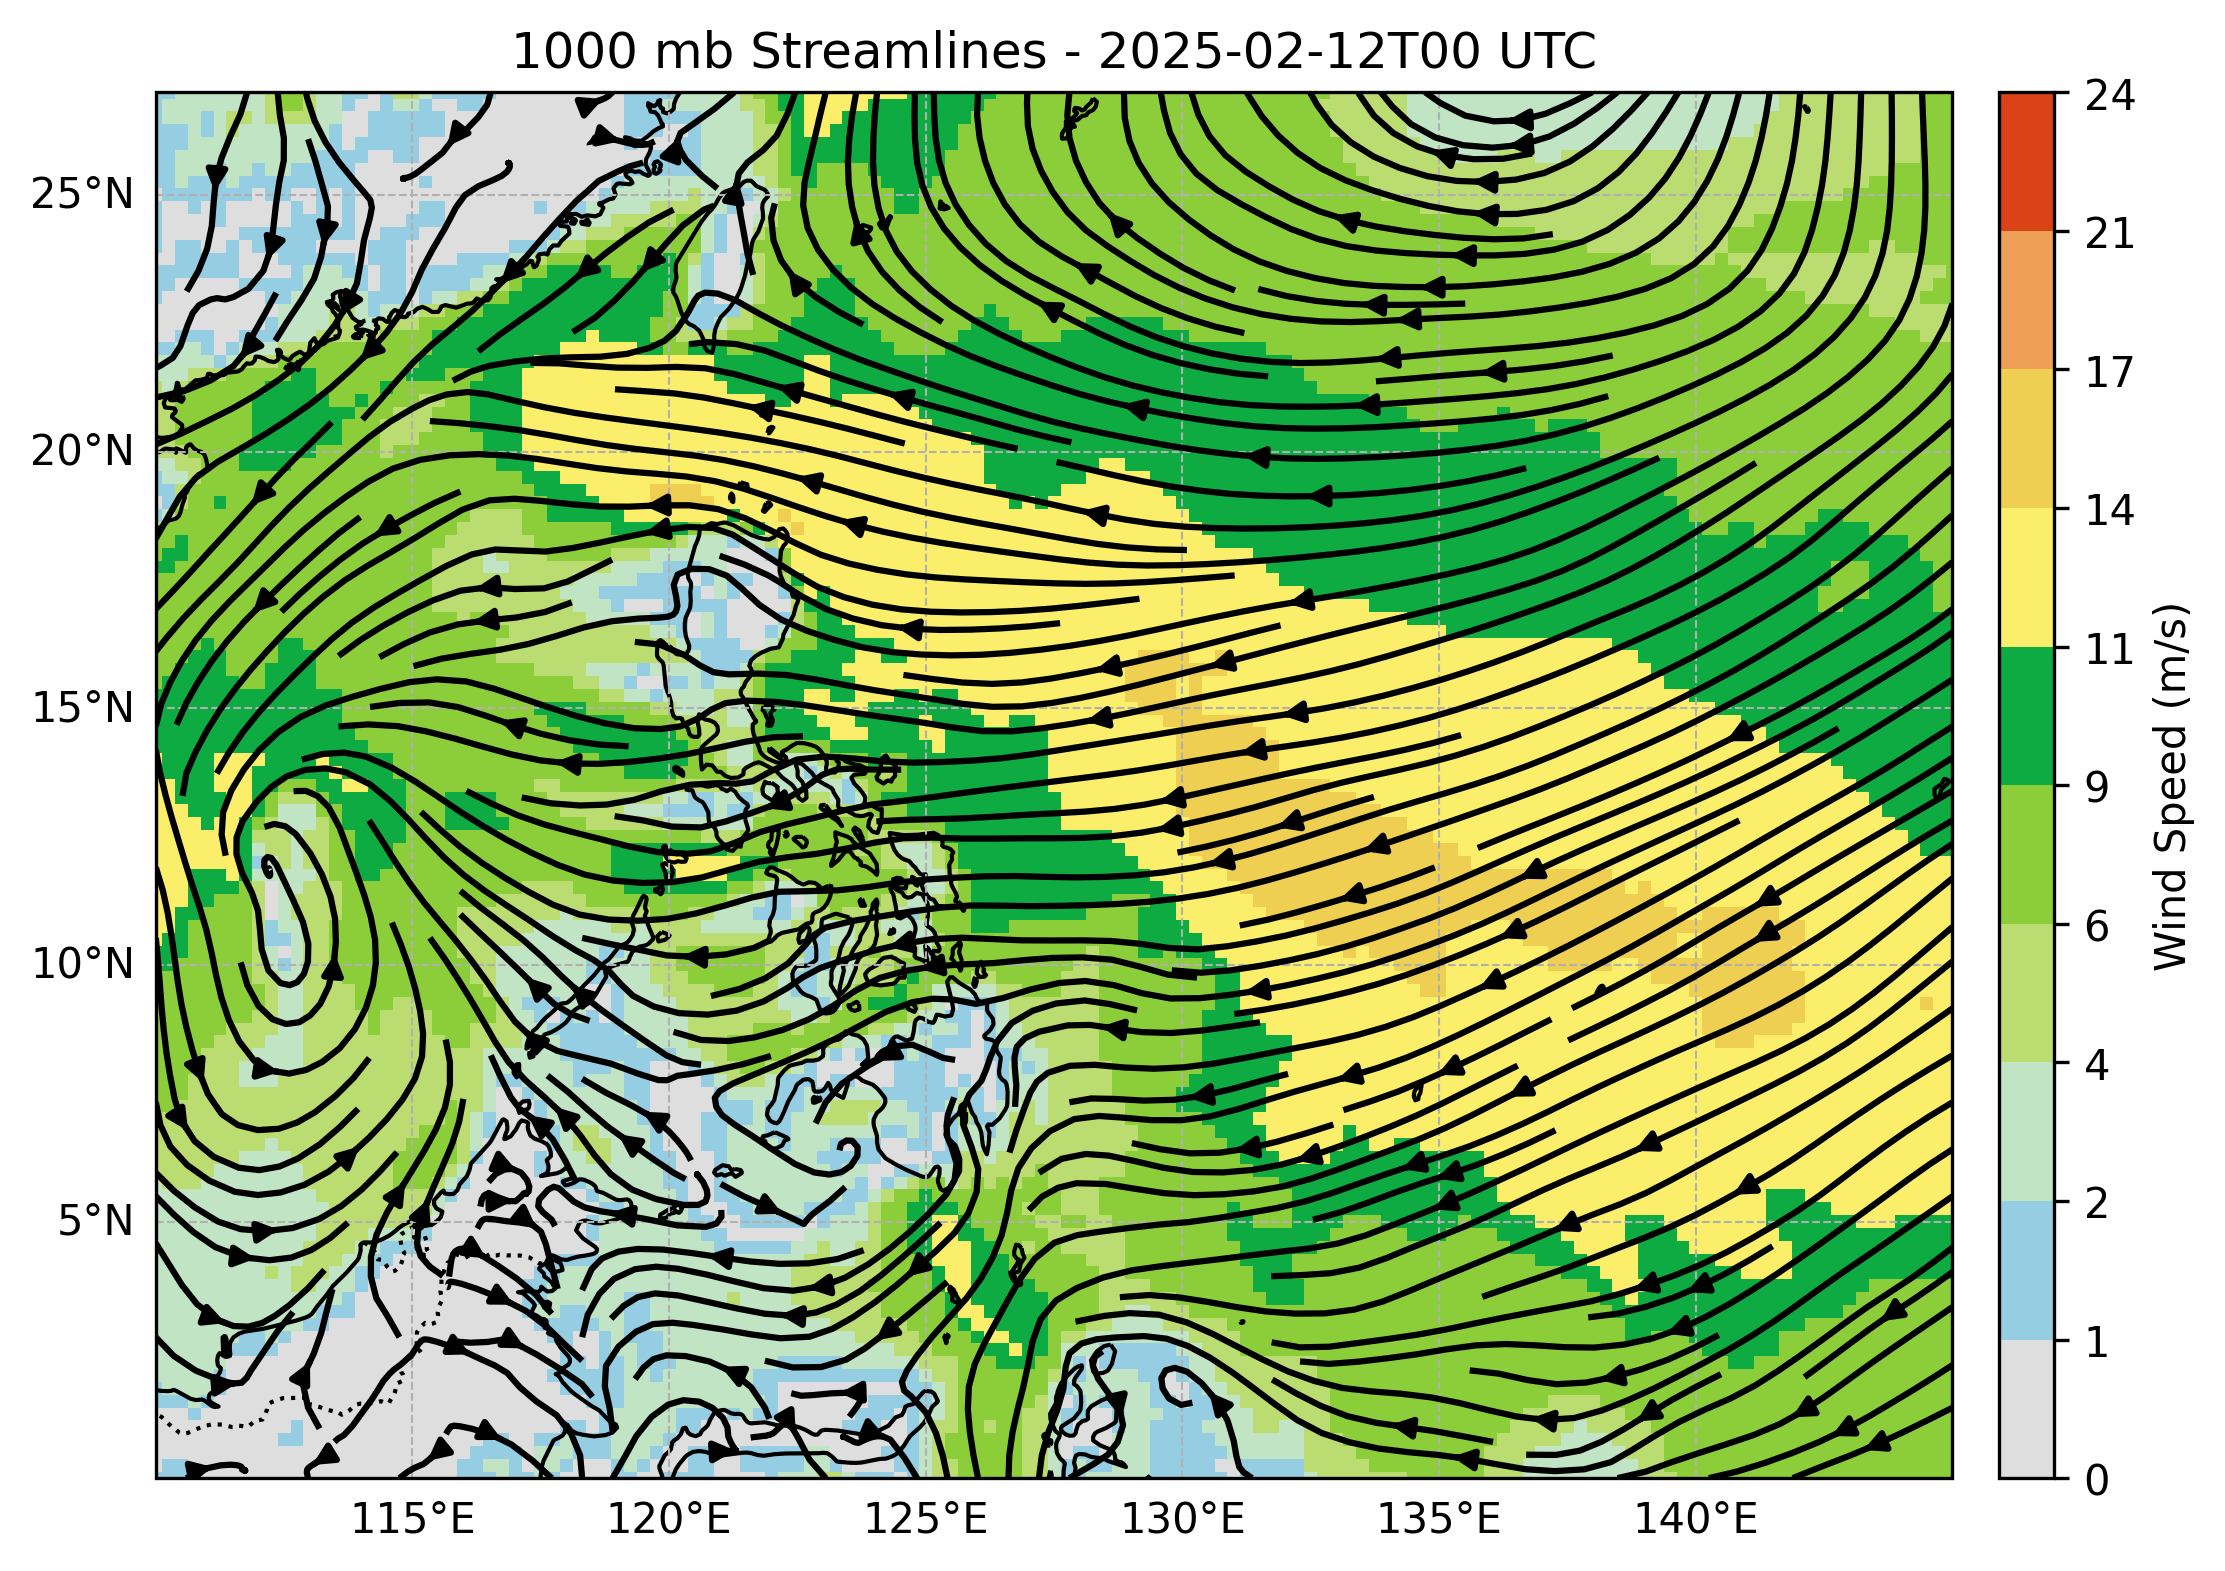 1000 mb Streamlines - 2025-02-12T00 UTC
25°N
20°N
15°N
10°N
5°N
115°E
120°E
125°E
130°E
135°E
140°E
24
21
17
14
11
9
6
4
2
1
0
Wind Speed (m/s)